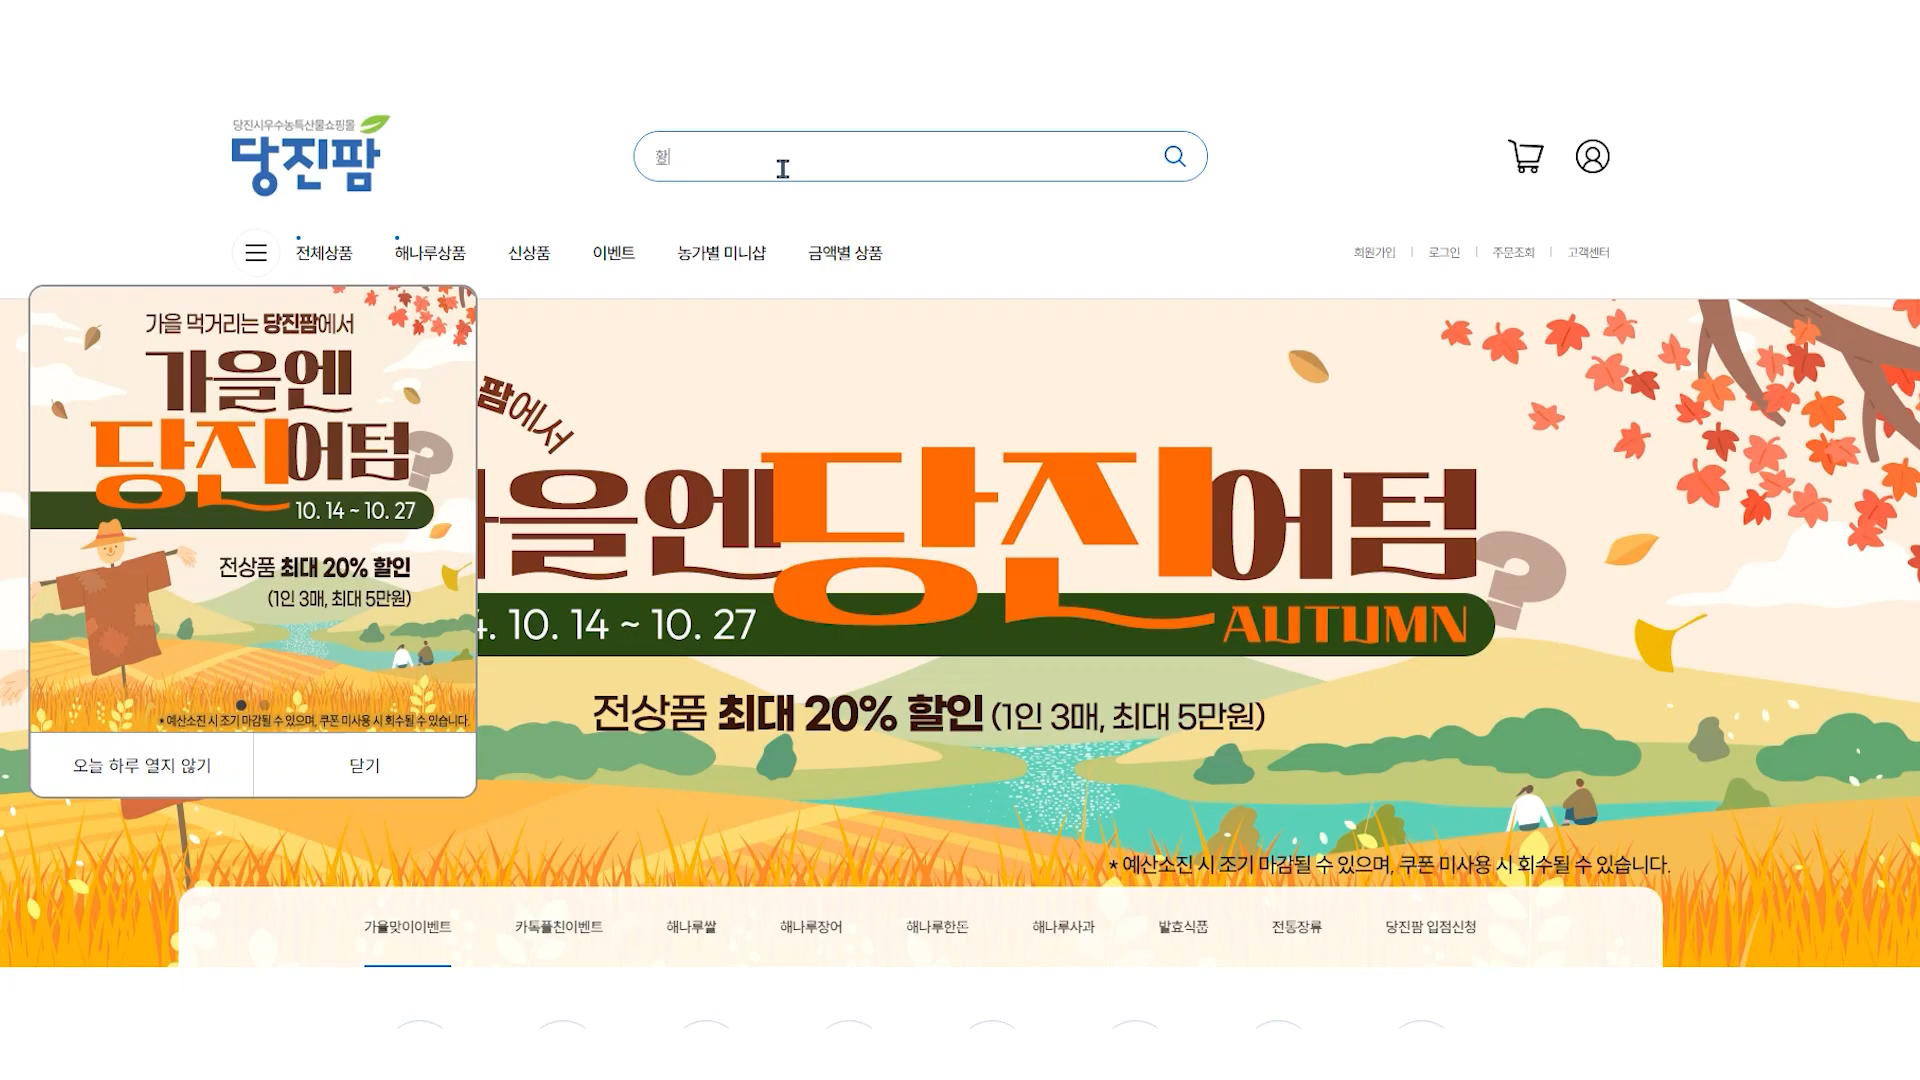 당진시우수농특산물쇼핑몰
당진팜
전체상품
해나루상품
신상품
이벤트
농가별 미니샵
금액별 상품
회원가입
로그인
주문조회
고객센터
가을 먹거리는 당진팜에서
가을엔
당진어텀?
10. 14 ~ 10. 27
전상품 최대 20% 할인
(1인 3매, 최대 5만원)
* 예산소진 시 조기 마감될 수 있으며, 쿠폰 미사용 시 회수될 수 있습니다.
오늘 하루 열지 않기
닫기
팜에서
을엔당진어텀?
4. 10. 14 ~ 10. 27
AUTUMN
전상품 최대 20% 할인 (1인 3매, 최대 5만원)
* 예산소진 시 조기 마감될 수 있으며, 쿠폰 미사용 시 회수될 수 있습니다.
가을맞이이벤트
카톡플친이벤트
해나루쌀
해나루장어
해나루한돈
해나루사과
발효식품
전통장류
당진팜 입점신청